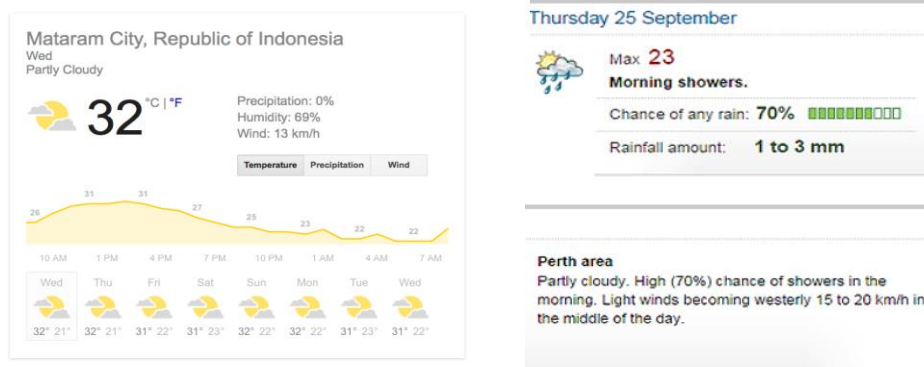 Mataram City, Republic of Indonesia
Wed
Partly Cloudy
32 °C | °F
Precipitation: 0%
Humidity: 69%
Wind: 13 km/h
Temperature Precipitation Wind
26 31 31 27 25 23 22 22
10 AM 1 PM 4 PM 7 PM 10 PM 1 AM 4 AM 7 AM
Wed Thu Fri Sat Sun Mon Tue Wed
32° 21° 32° 21° 31° 22° 31° 23° 32° 22° 32° 22° 31° 23° 31° 22°
Thursday 25 September
Max 23
Morning showers.
Chance of any rain: 70%
Rainfall amount: 1 to 3 mm
Perth area
Partly cloudy. High (70%) chance of showers in the
morning. Light winds becoming westerly 15 to 20 km/h in
the middle of the day.